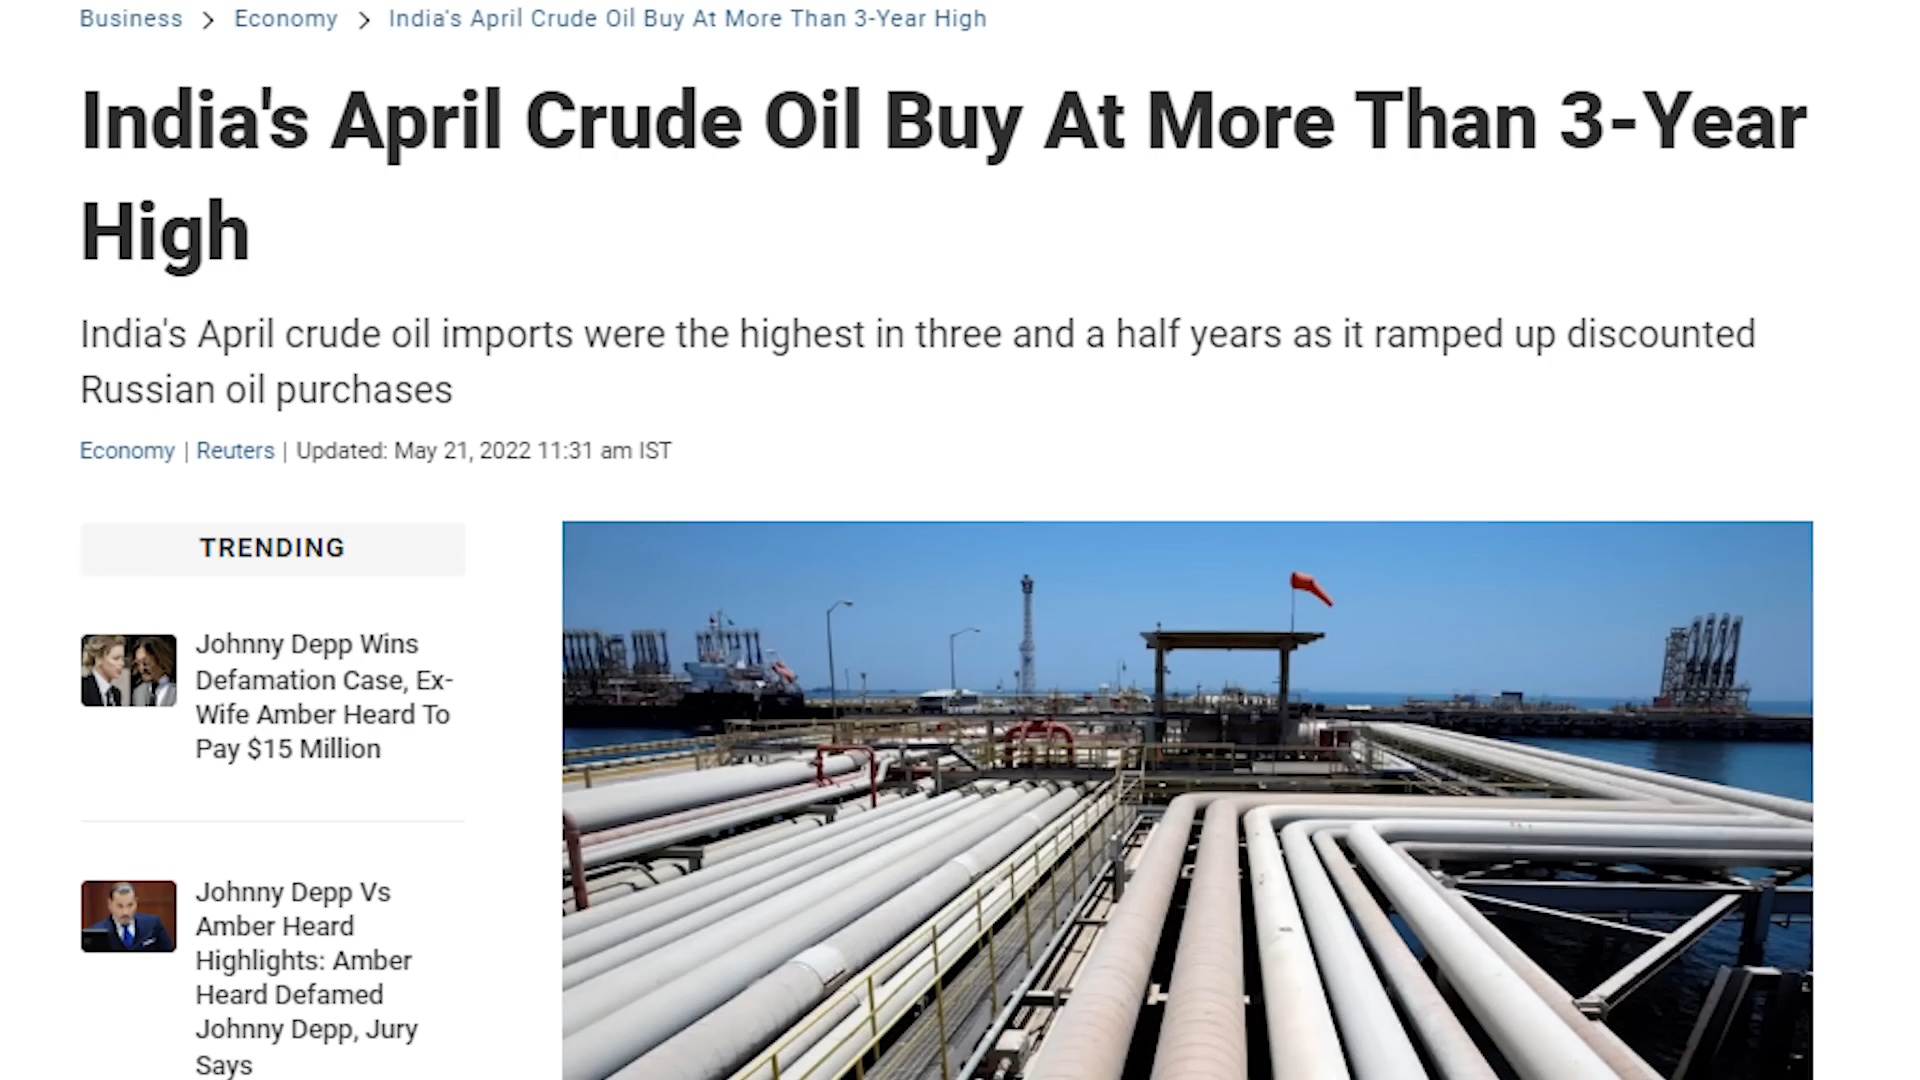 Business > Economy > India's April Crude Oil Buy At More Than 3-Year High
India's April Crude Oil Buy At More Than 3-Year
High
India's April crude oil imports were the highest in three and a half years as it ramped up discounted
Russian oil purchases
Economy | Reuters | Updated: May 21, 2022 11:31 am IST
TRENDING
Johnny Depp Wins
Defamation Case, Ex-
Wife Amber Heard To
Pay $15 Million
Johnny Depp Vs
Amber Heard
Highlights: Amber
Heard Defamed
Johnny Depp, Jury
Says